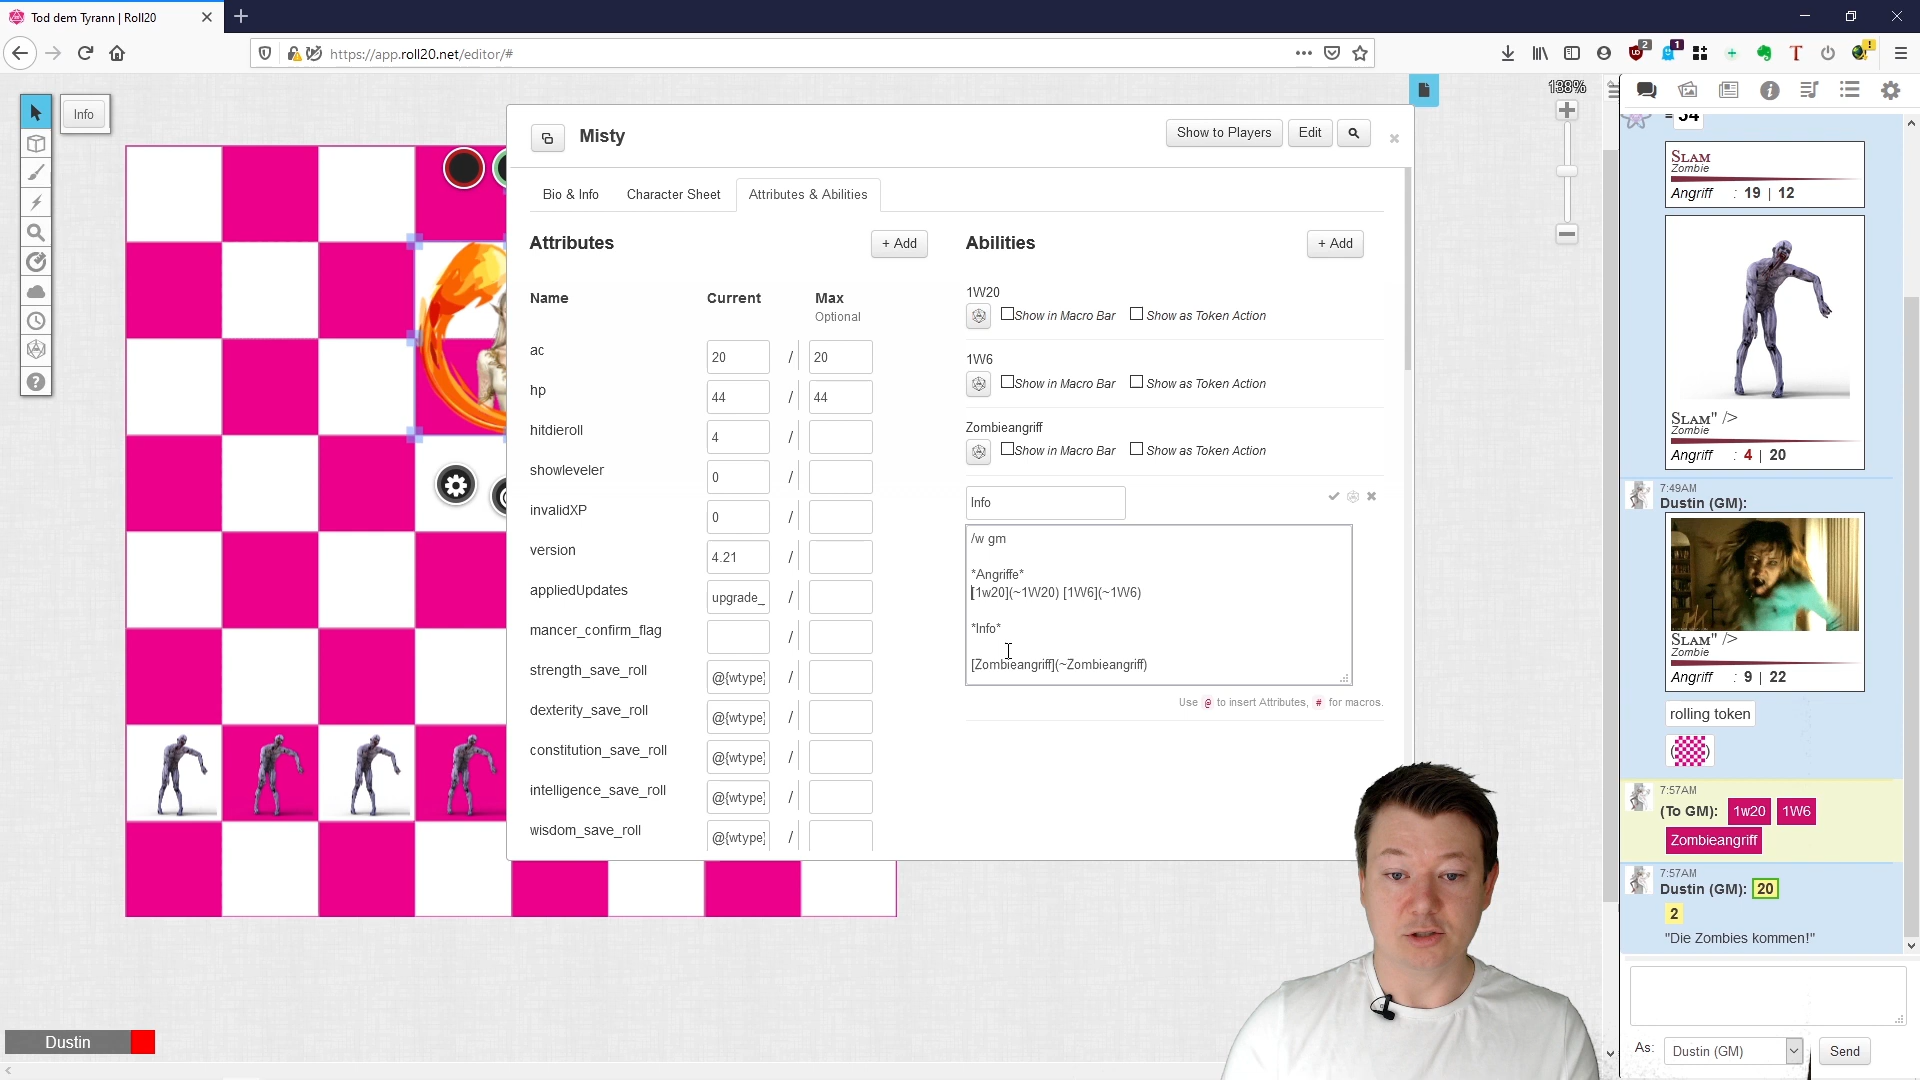 Tod dem Tyrann | Roll20
https://app.roll20.net/editor/#
2
1
!
Info
138%
Misty
Show to Players
Edit
Bio & Info
Character Sheet
Attributes & Abilities
Attributes
+ Add
Name
Current
Max
Optional
ac
20 / 20
hp
44 / 44
hitdieroll
4 /
showleveler
0 /
invalidXP
0 /
version
4.21 /
appliedUpdates
upgrade_ /
mancer_confirm_flag
/
strength_save_roll
@{wtype} /
dexterity_save_roll
@{wtype} /
constitution_save_roll
@{wtype} /
intelligence_save_roll
@{wtype} /
wisdom_save_roll
@{wtype} /
Abilities
+ Add
1W20
Show in Macro Bar
Show as Token Action
1W6
Show in Macro Bar
Show as Token Action
Zombieangriff
Show in Macro Bar
Show as Token Action
Info
/w gm
*Angriffe*
[1w20](~1W20) [1W6](~1W6)
*Info*
[Zombieangriff](~Zombieangriff)
Use @ to insert Attributes, # for macros.
= 34
Slam
Zombie
Angriff : 19 | 12
Slam" />
Zombie
Angriff : 4 | 20
7:49AM
Dustin (GM):
Slam" />
Zombie
Angriff : 9 | 22
rolling token
( )
7:57AM
(To GM): 1w20 1W6
Zombieangriff
7:57AM
Dustin (GM): 20
2
"Die Zombies kommen!"
As:
Dustin (GM)
Send
Dustin